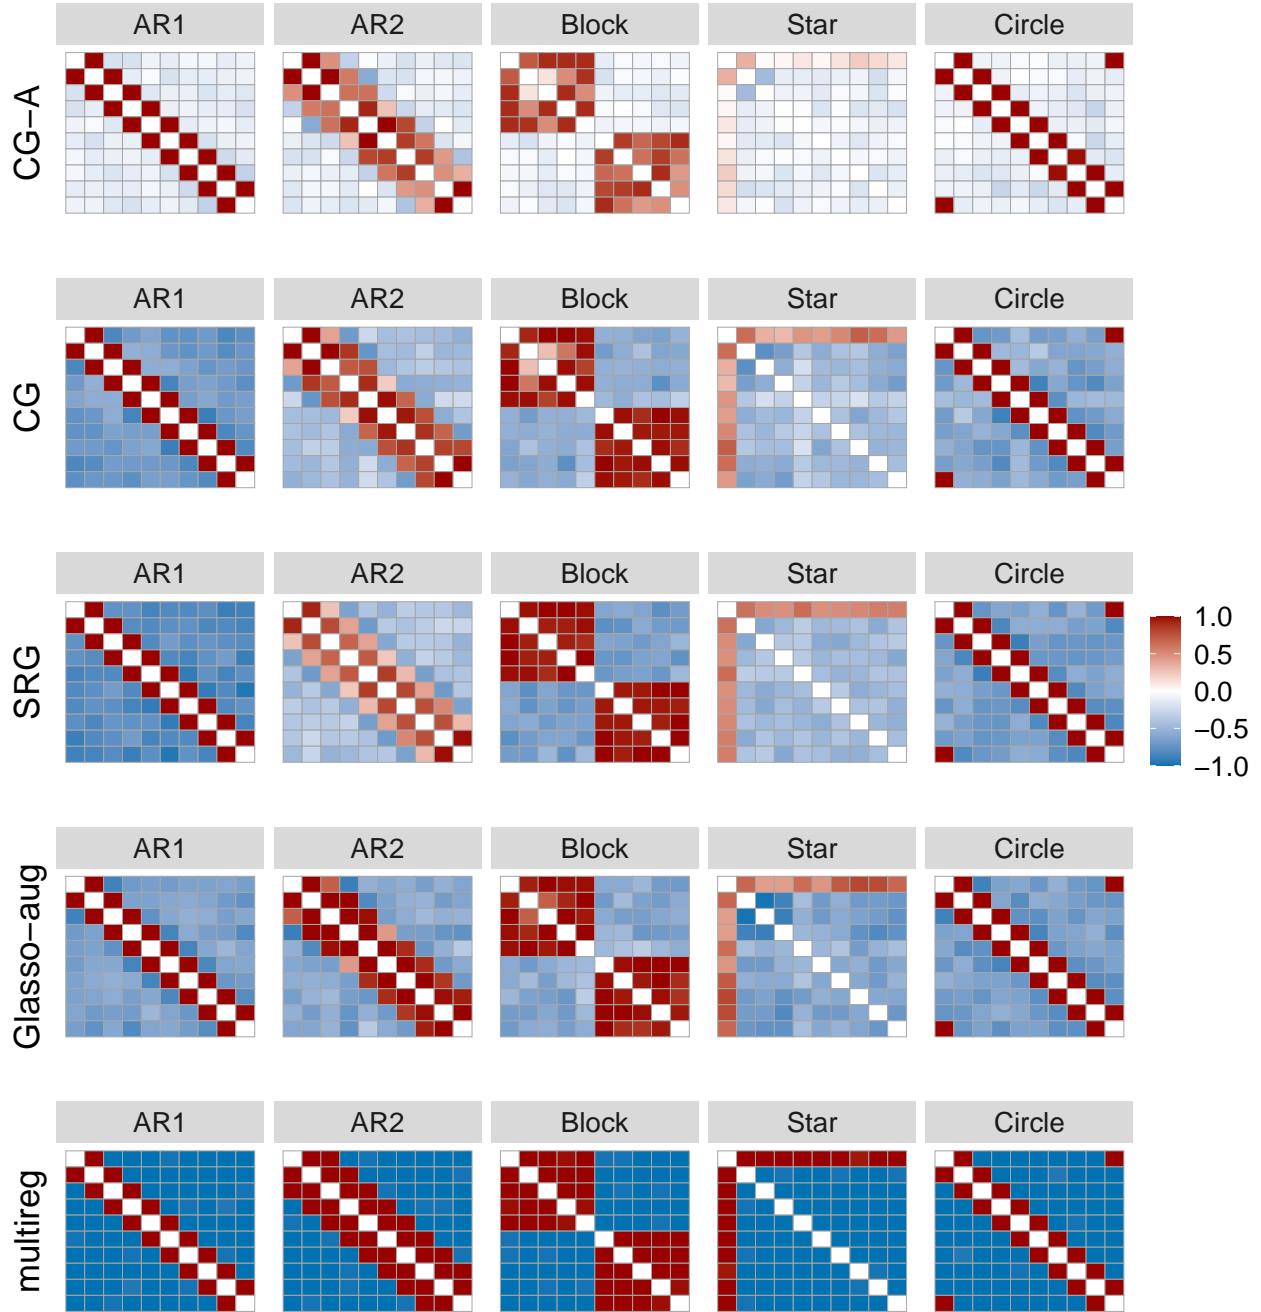 AR1 AR2 Block Star Circle
CG−A
AR1 AR2 Block Star Circle
CG
AR1 AR2 Block Star Circle
SRG
1.0
0.5
0.0
−0.5
−1.0
AR1 AR2 Block Star Circle
Glasso−aug
AR1 AR2 Block Star Circle
multireg